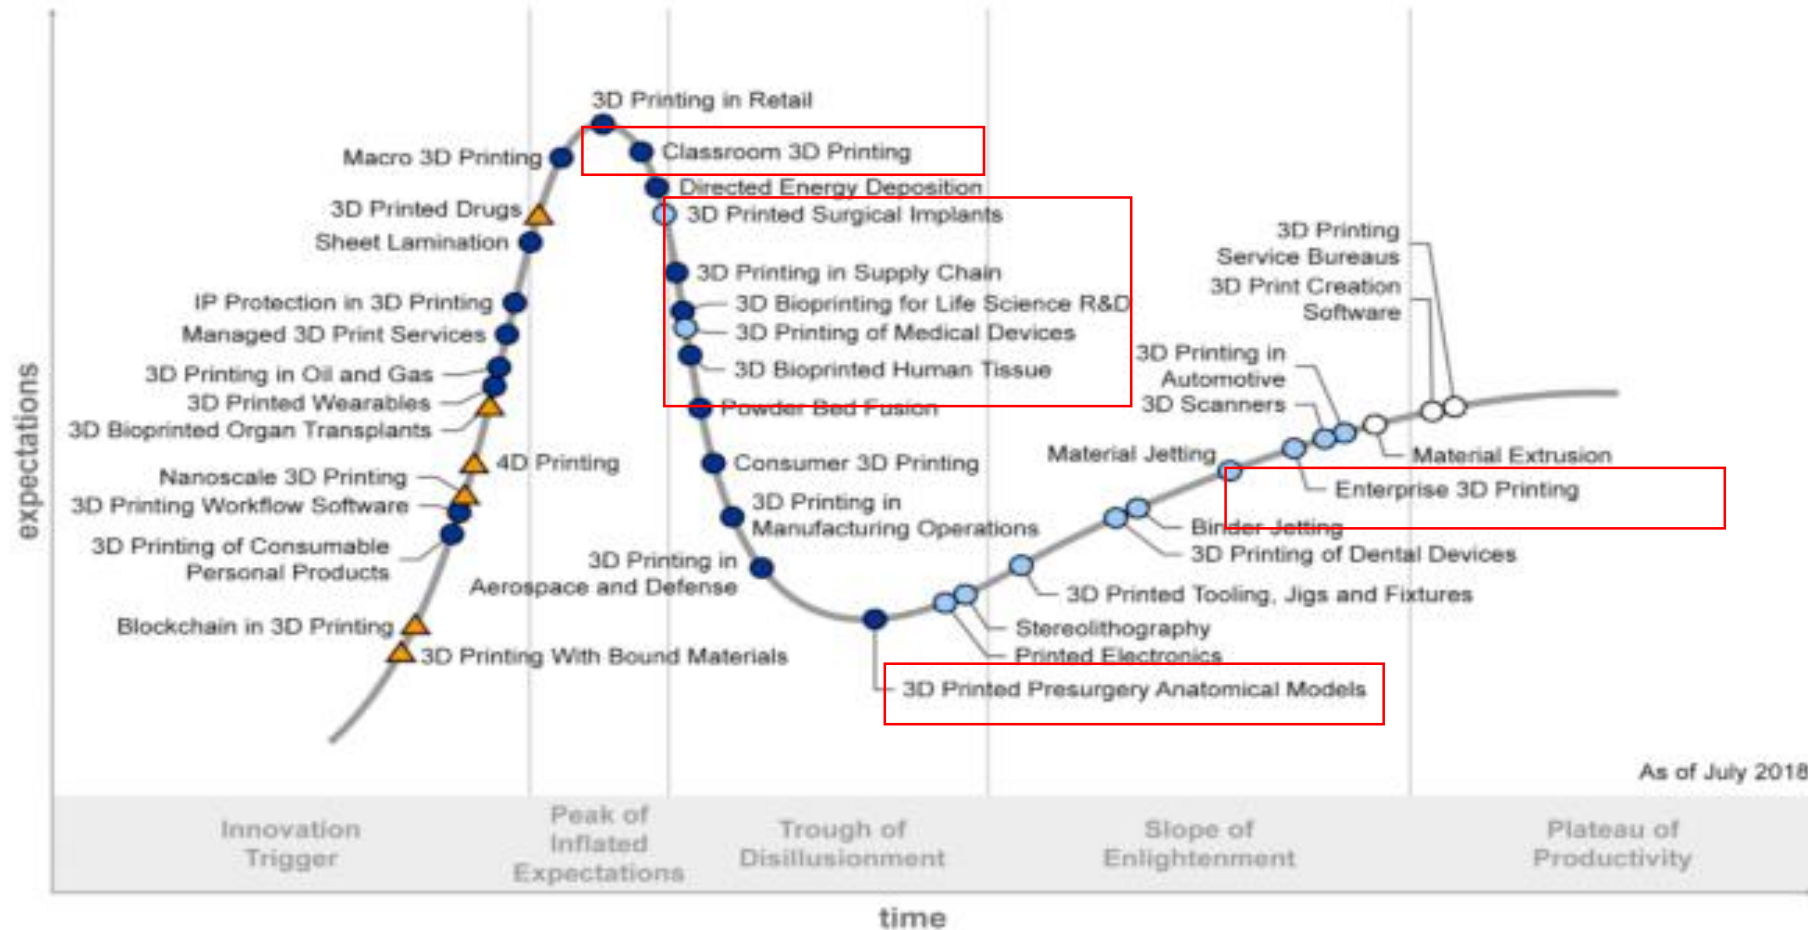 3D Printing in Retail
Macro 3D Printing
Classroom 3D Printing
Directed Energy Deposition
3D Printed Drugs
3D Printed Surgical Implants
Sheet Lamination
3D Printing in Supply Chain
IP Protection in 3D Printing
3D Bioprinting for Life Science R&D
Managed 3D Print Services
3D Printing of Medical Devices
3D Printing in Oil and Gas
3D Bioprinted Human Tissue
3D Printed Wearables
Powder Bed Fusion
3D Bioprinted Organ Transplants
4D Printing
Consumer 3D Printing
Nanoscale 3D Printing
3D Printing Workflow Software
3D Printing in
Manufacturing Operations
3D Printing of Consumable
Personal Products
3D Printing in
Aerospace and Defense
Blockchain in 3D Printing
3D Printing With Bound Materials
3D Printing
Service Bureaus
3D Print Creation
Software
3D Printing in
Automotive
3D Scanners
Material Jetting
Material Extrusion
Enterprise 3D Printing
Binder Jetting
3D Printing of Dental Devices
3D Printed Tooling, Jigs and Fixtures
Stereolithography
Printed Electronics
3D Printed Presurgery Anatomical Models
expectations
As of July 2018
Innovation
Trigger
Peak of
Inflated
Expectations
Trough of
Disillusionment
Slope of
Enlightenment
Plateau of
Productivity
time